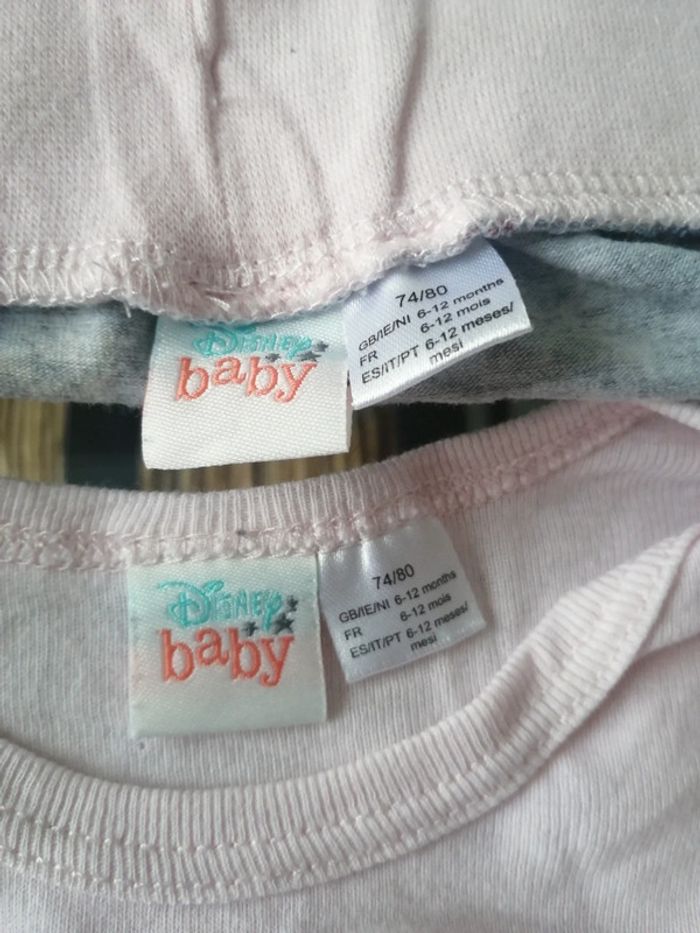 Disney
baby
74/80
GB/IE/NI 6-12 months
FR 6-12 mois
ES/IT/PT 6-12 meses/
mesi
Disney
baby
74/80
GB/IE/NI 6-12 months
FR 6-12 mois
ES/IT/PT 6-12 meses/
mesi